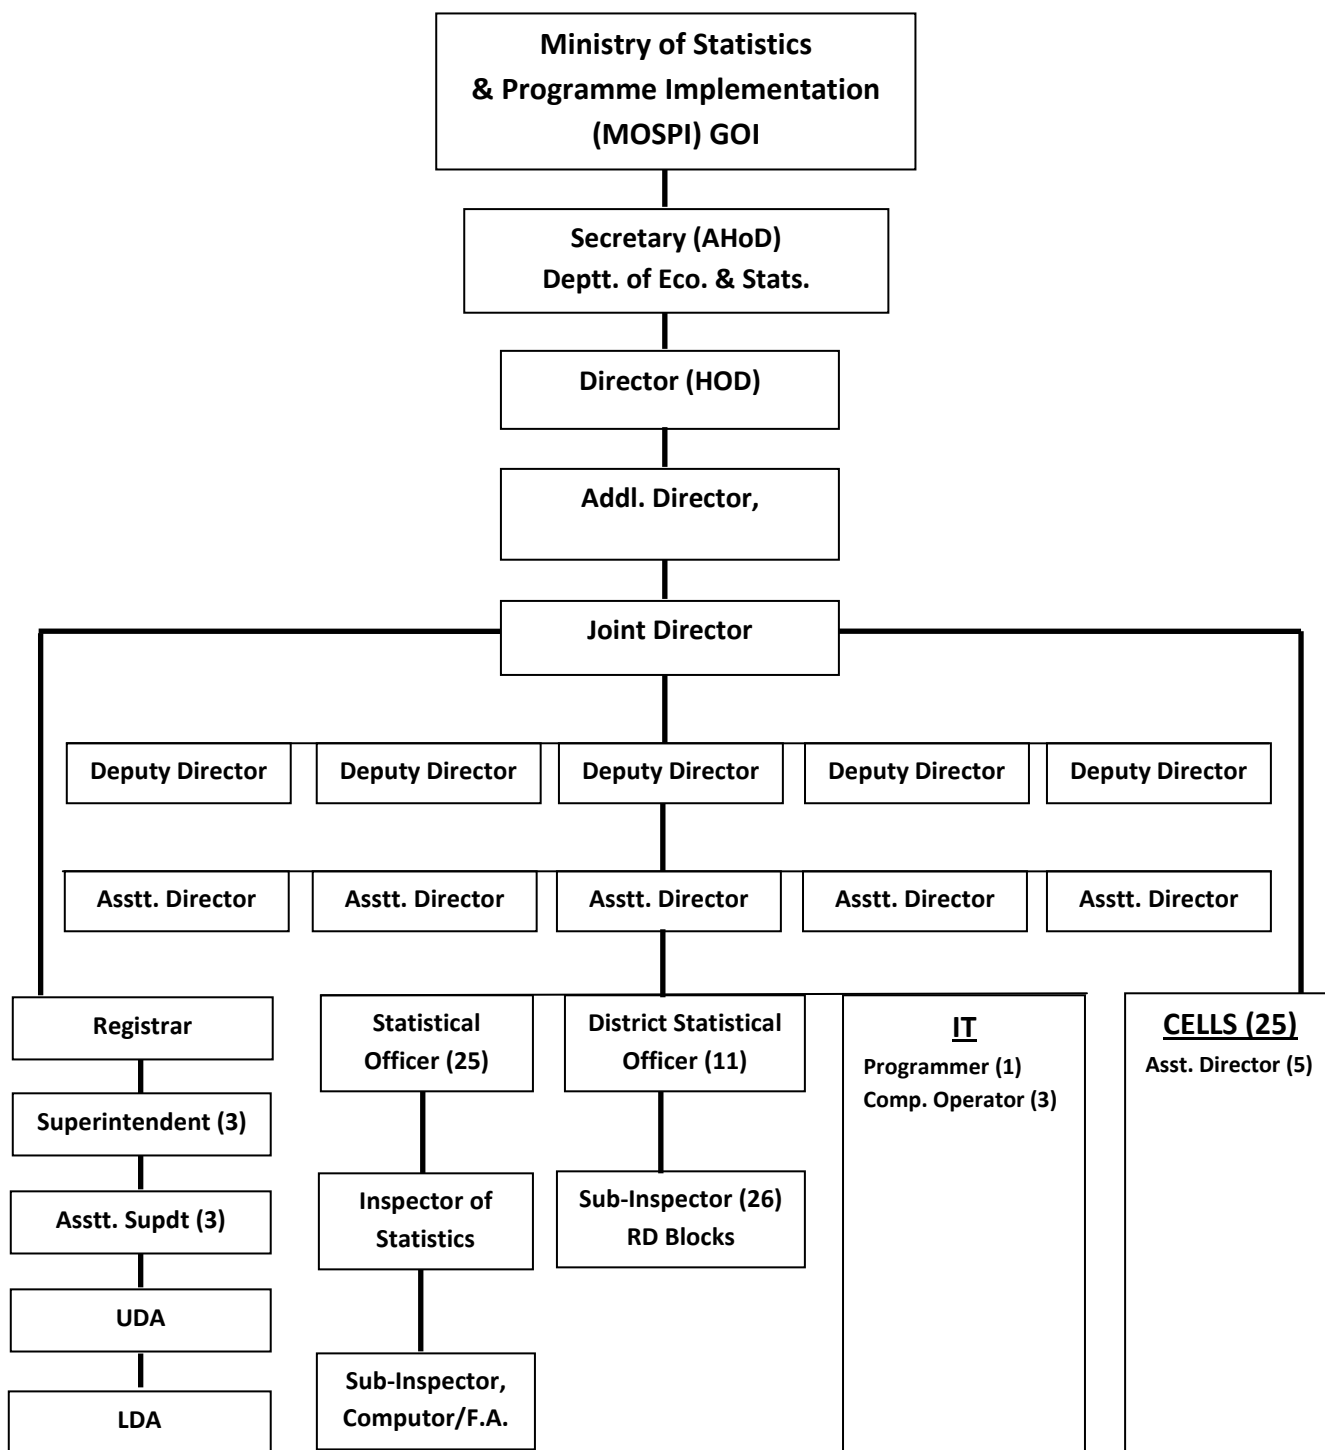 Ministry of Statistics
& Programme Implementation
(MOSPI) GOI
Secretary (AHoD)
Deptt. of Eco. & Stats.
Director (HOD)
Addl. Director,
Joint Director
Deputy Director
Deputy Director
Deputy Director
Deputy Director
Deputy Director
Asstt. Director
Asstt. Director
Asstt. Director
Asstt. Director
Asstt. Director
Registrar
Superintendent (3)
Asstt. Supdt (3)
UDA
LDA
Statistical
Officer (25)
Inspector of
Statistics
Sub-Inspector,
Computor/F.A.
District Statistical
Officer (11)
Sub-Inspector (26)
RD Blocks
IT
Programmer (1)
Comp. Operator (3)
CELLS (25)
Asst. Director (5)